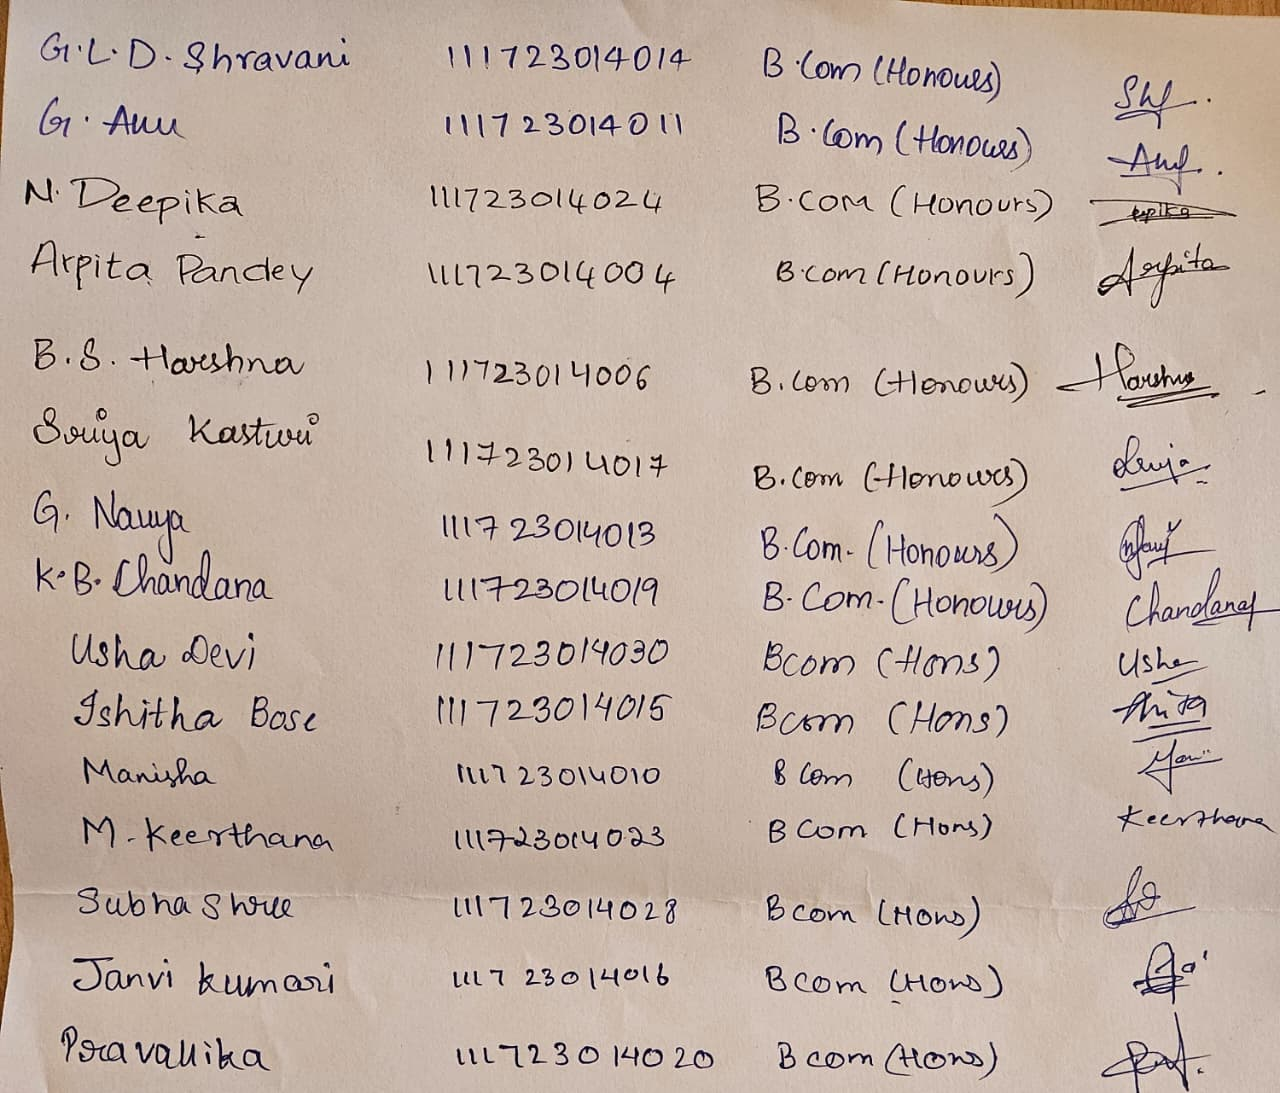 G.L.D. Shravani 111723014014 B.Com (Honours)
G. Anu 111723014011 B.Com (Honours)
N. Deepika 111723014024 B.COM (Honours)
Arpita Pandey 111723014004 B.com (Honours) Arpita
B.S. Harshna 111723014006 B.com (Honours) Harshna
Kasturi 111723014017 B.com (Honours)
G. Navya 111723014013 B.Com. (Honours)
K.B. Chandana 111723014019 B.Com. (Honours) Chandana
Usha Devi 111723014030 Bcom (Hons) Usha
Ishitha Bose 111723014015 Bcom (Hons)
Manisha 111723014010 B Com (Hons)
M. Keerthana 111723014023 B Com (Hons) Keerthana
Subha Shree 111723014028 B com (Hons)
Janvi kumari 111723014016 B com (Hons)
Pravallika 111723014020 B com (Hons)